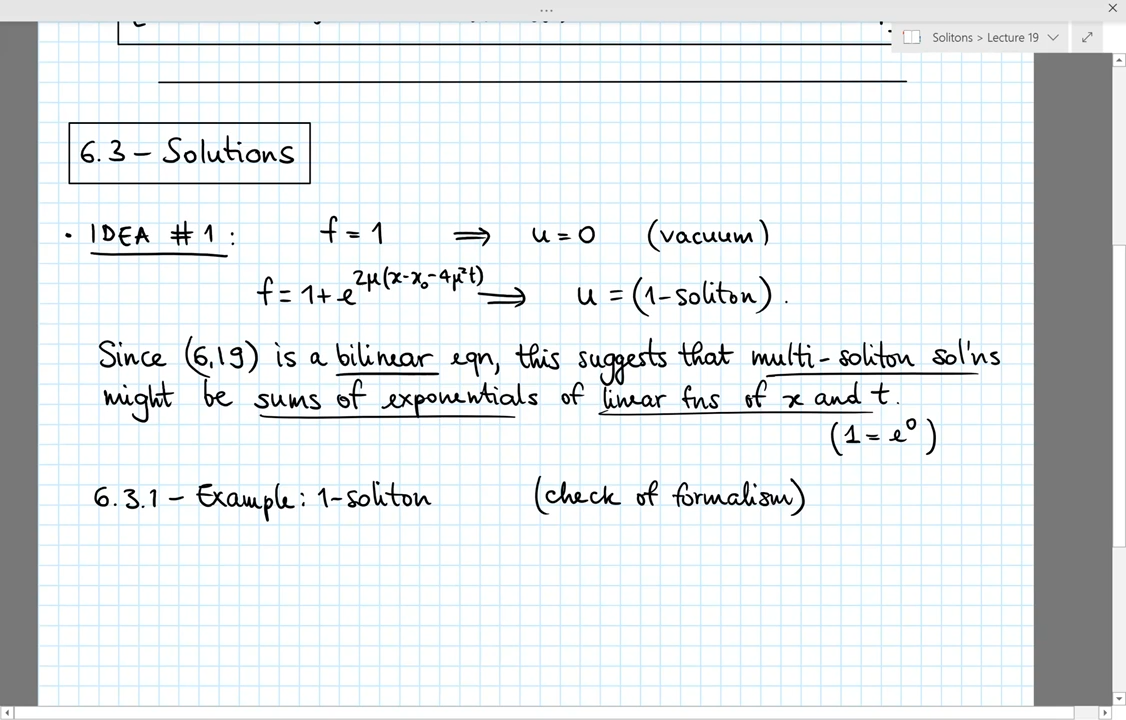 Solitons > Lecture 19
6.3 – Solutions
• IDEA #1: f = 1 ⟹ u = 0 (vacuum)
f = 1 + e^{2μ(x-x₀-4μ²t)} ⟹ u = (1-soliton).
Since (6.19) is a bilinear eqn, this suggests that multi-soliton sol'ns
might be sums of exponentials of linear fns of x and t.
(1 = e⁰)
6.3.1 – Example: 1-soliton (check of formalism)